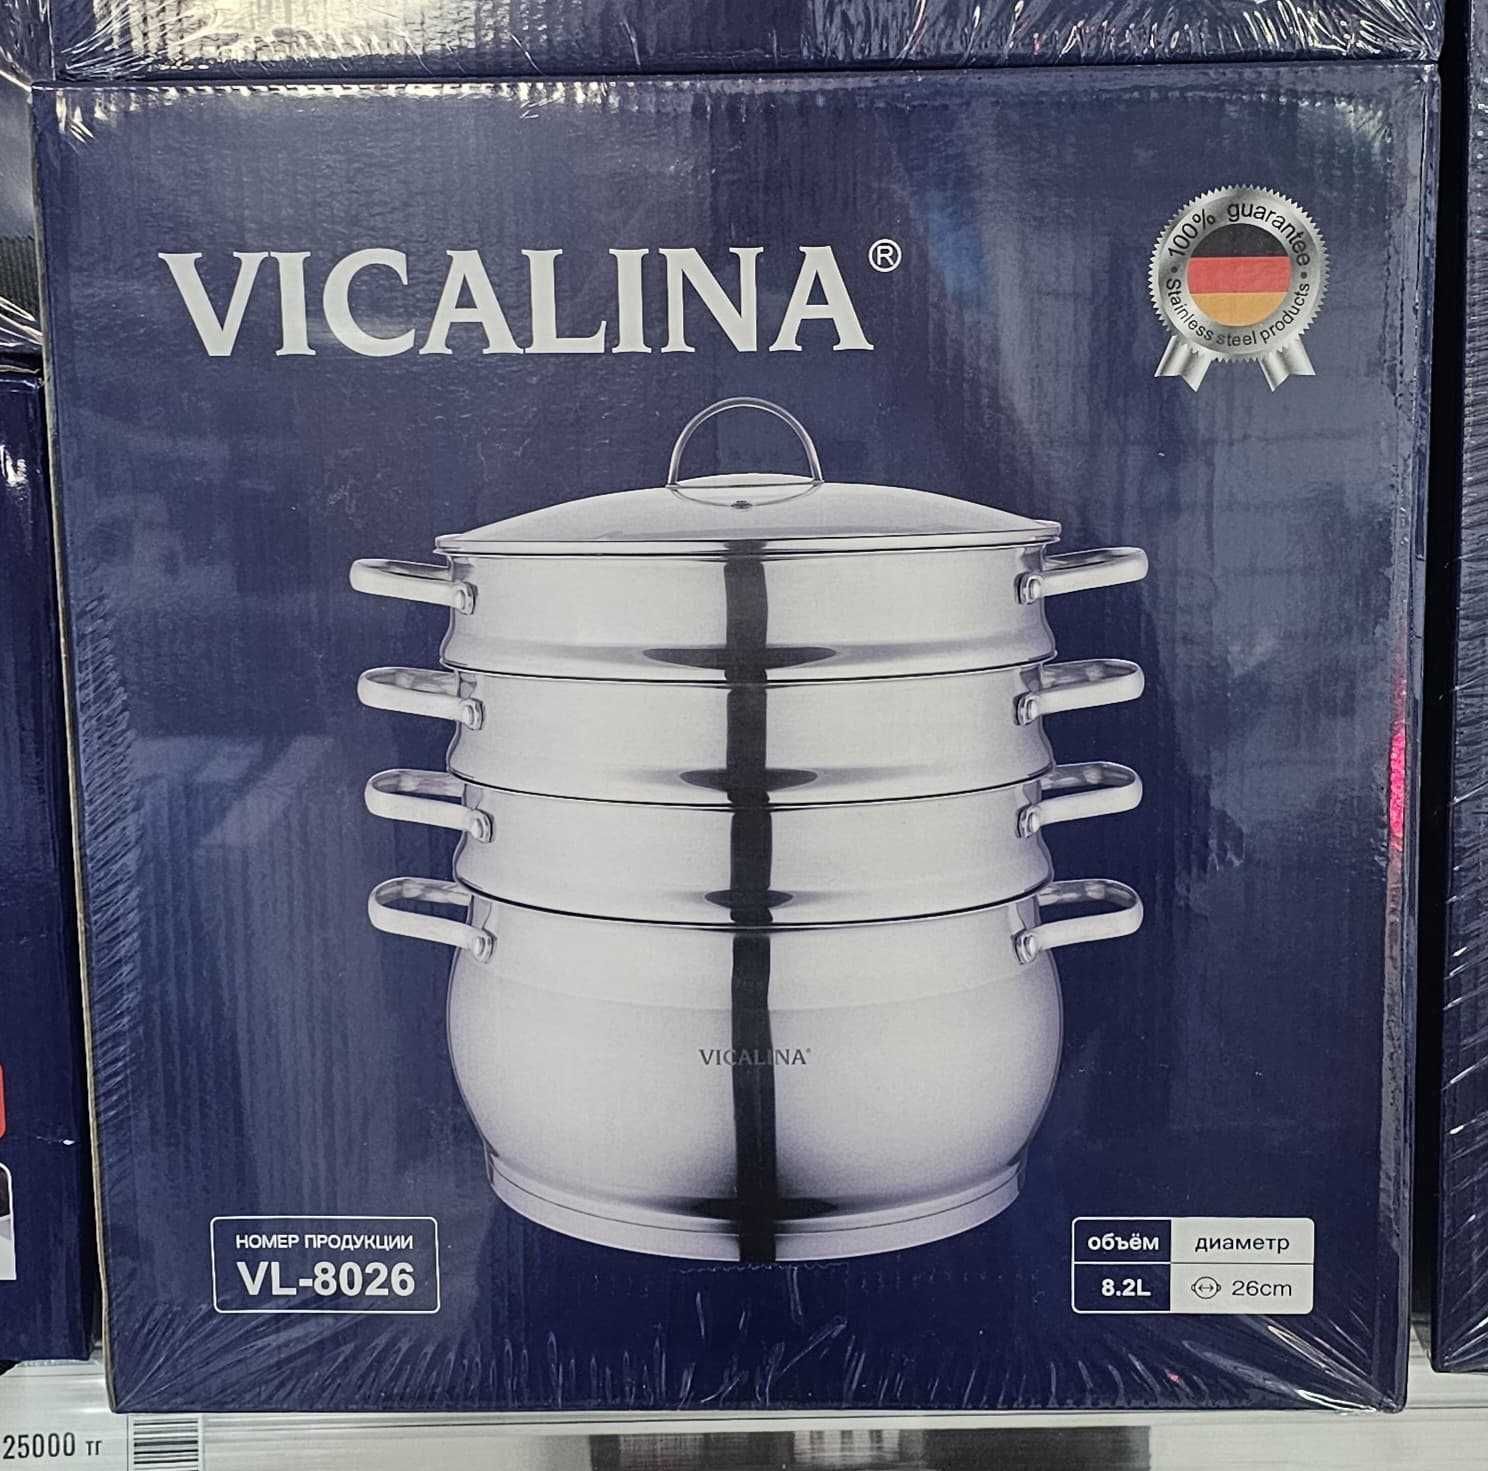 VICALINA®
100% guarantee
Stainless steel products
VICALINA®
НОМЕР ПРОДУКЦИИ
VL-8026
объём диаметр
8.2L 26cm
25000 тг